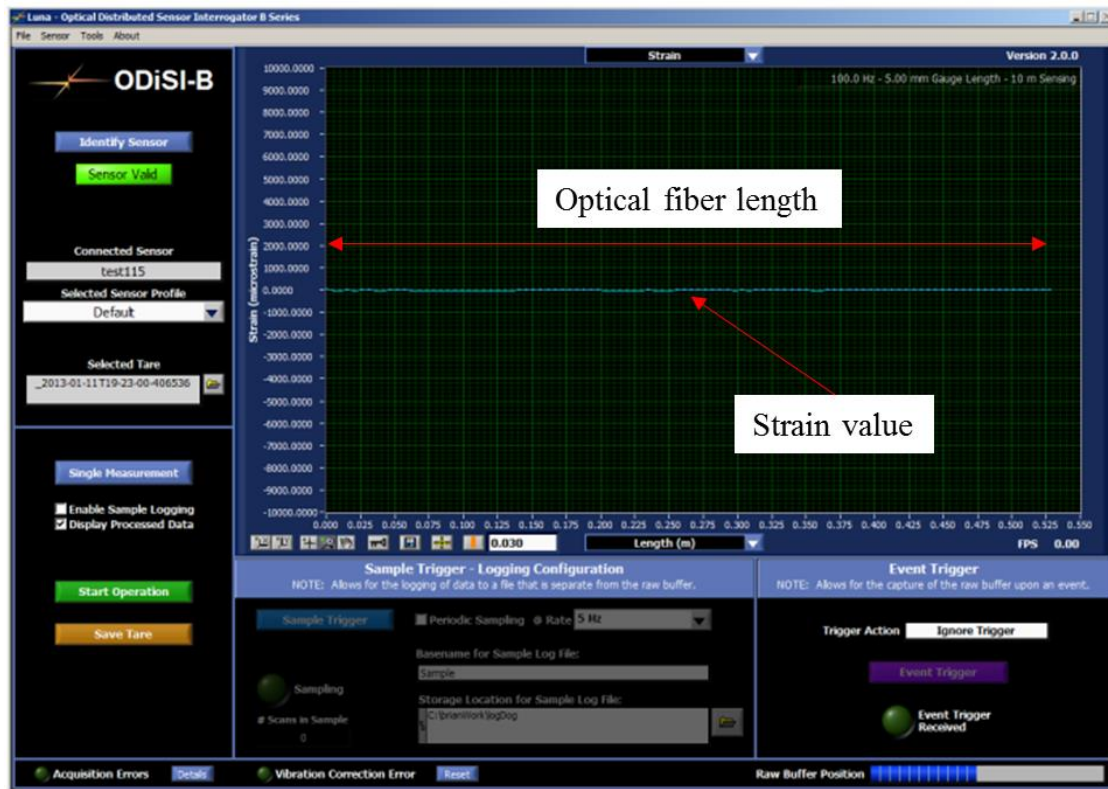 Luna - Optical Distributed Sensor Interrogator B Series
File Sensor Tools About
ODiSI-B
Identify Sensor
Sensor Valid
Connected Sensor
test115
Selected Sensor Profile
Default
Selected Tare
_2013-01-11T19-23-00-406536
Single Measurement
Enable Sample Logging
Display Processed Data
Start Operation
Save Tare
Strain
Version 2.0.0
100.0 Hz - 5.00 mm Gauge Length - 10 m Sensing
Strain (microstrain)
10000.0000
9000.0000
8000.0000
7000.0000
6000.0000
5000.0000
4000.0000
3000.0000
2000.0000
1000.0000
0.0000
-1000.0000
-2000.0000
-3000.0000
-4000.0000
-5000.0000
-6000.0000
-7000.0000
-8000.0000
-9000.0000
-10000.0000
Optical fiber length
Strain value
0.000 0.025 0.050 0.075 0.100 0.125 0.150 0.175 0.200 0.225 0.250 0.275 0.300 0.325 0.350 0.375 0.400 0.425 0.450 0.475 0.500 0.525 0.550
0.030
Length (m)
FPS 0.00
Sample Trigger - Logging Configuration
NOTE: Allows for the logging of data to a file that is separate from the raw buffer.
Sample Trigger
Periodic Sampling @ Rate 5 Hz
Basename for Sample Log File:
Sample
Sampling
Storage Location for Sample Log File:
C:\brianWork\logDog
# Scans in Sample
0
Event Trigger
NOTE: Allows for the capture of the raw buffer upon an event.
Trigger Action Ignore Trigger
Event Trigger
Event Trigger
Received
Acquisition Errors Details
Vibration Correction Error Reset
Raw Buffer Position